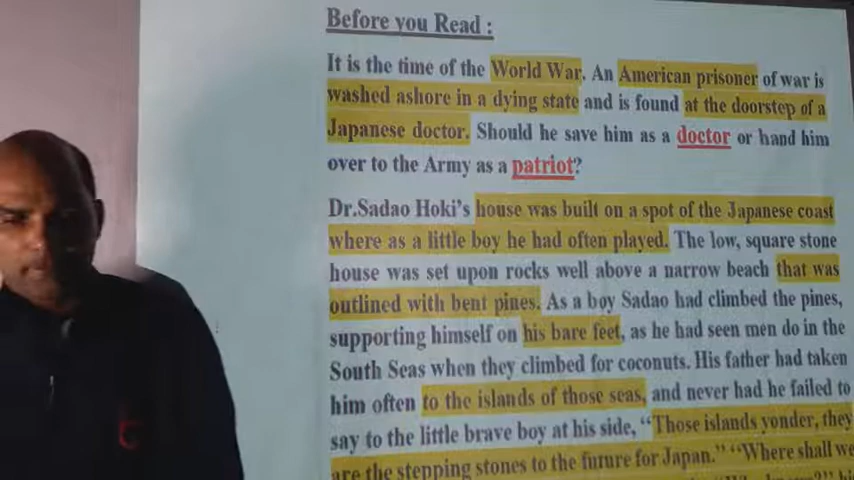 Before you Read :
It is the time of the World War. An American prisoner of war is
washed ashore in a dying state and is found at the doorstep of a
Japanese doctor. Should he save him as a doctor or hand him
over to the Army as a patriot?
Dr.Sadao Hoki's house was built on a spot of the Japanese coast
where as a little boy he had often played. The low, square stone
house was set upon rocks well above a narrow beach that was
outlined with bent pines. As a boy Sadao had climbed the pines,
supporting himself on his bare feet, as he had seen men do in the
South Seas when they climbed for coconuts. His father had taken
him often to the islands of those seas, and never had he failed to
say to the little brave boy at his side, "Those islands yonder, they
are the stepping stones to the future for Japan." "Where shall we